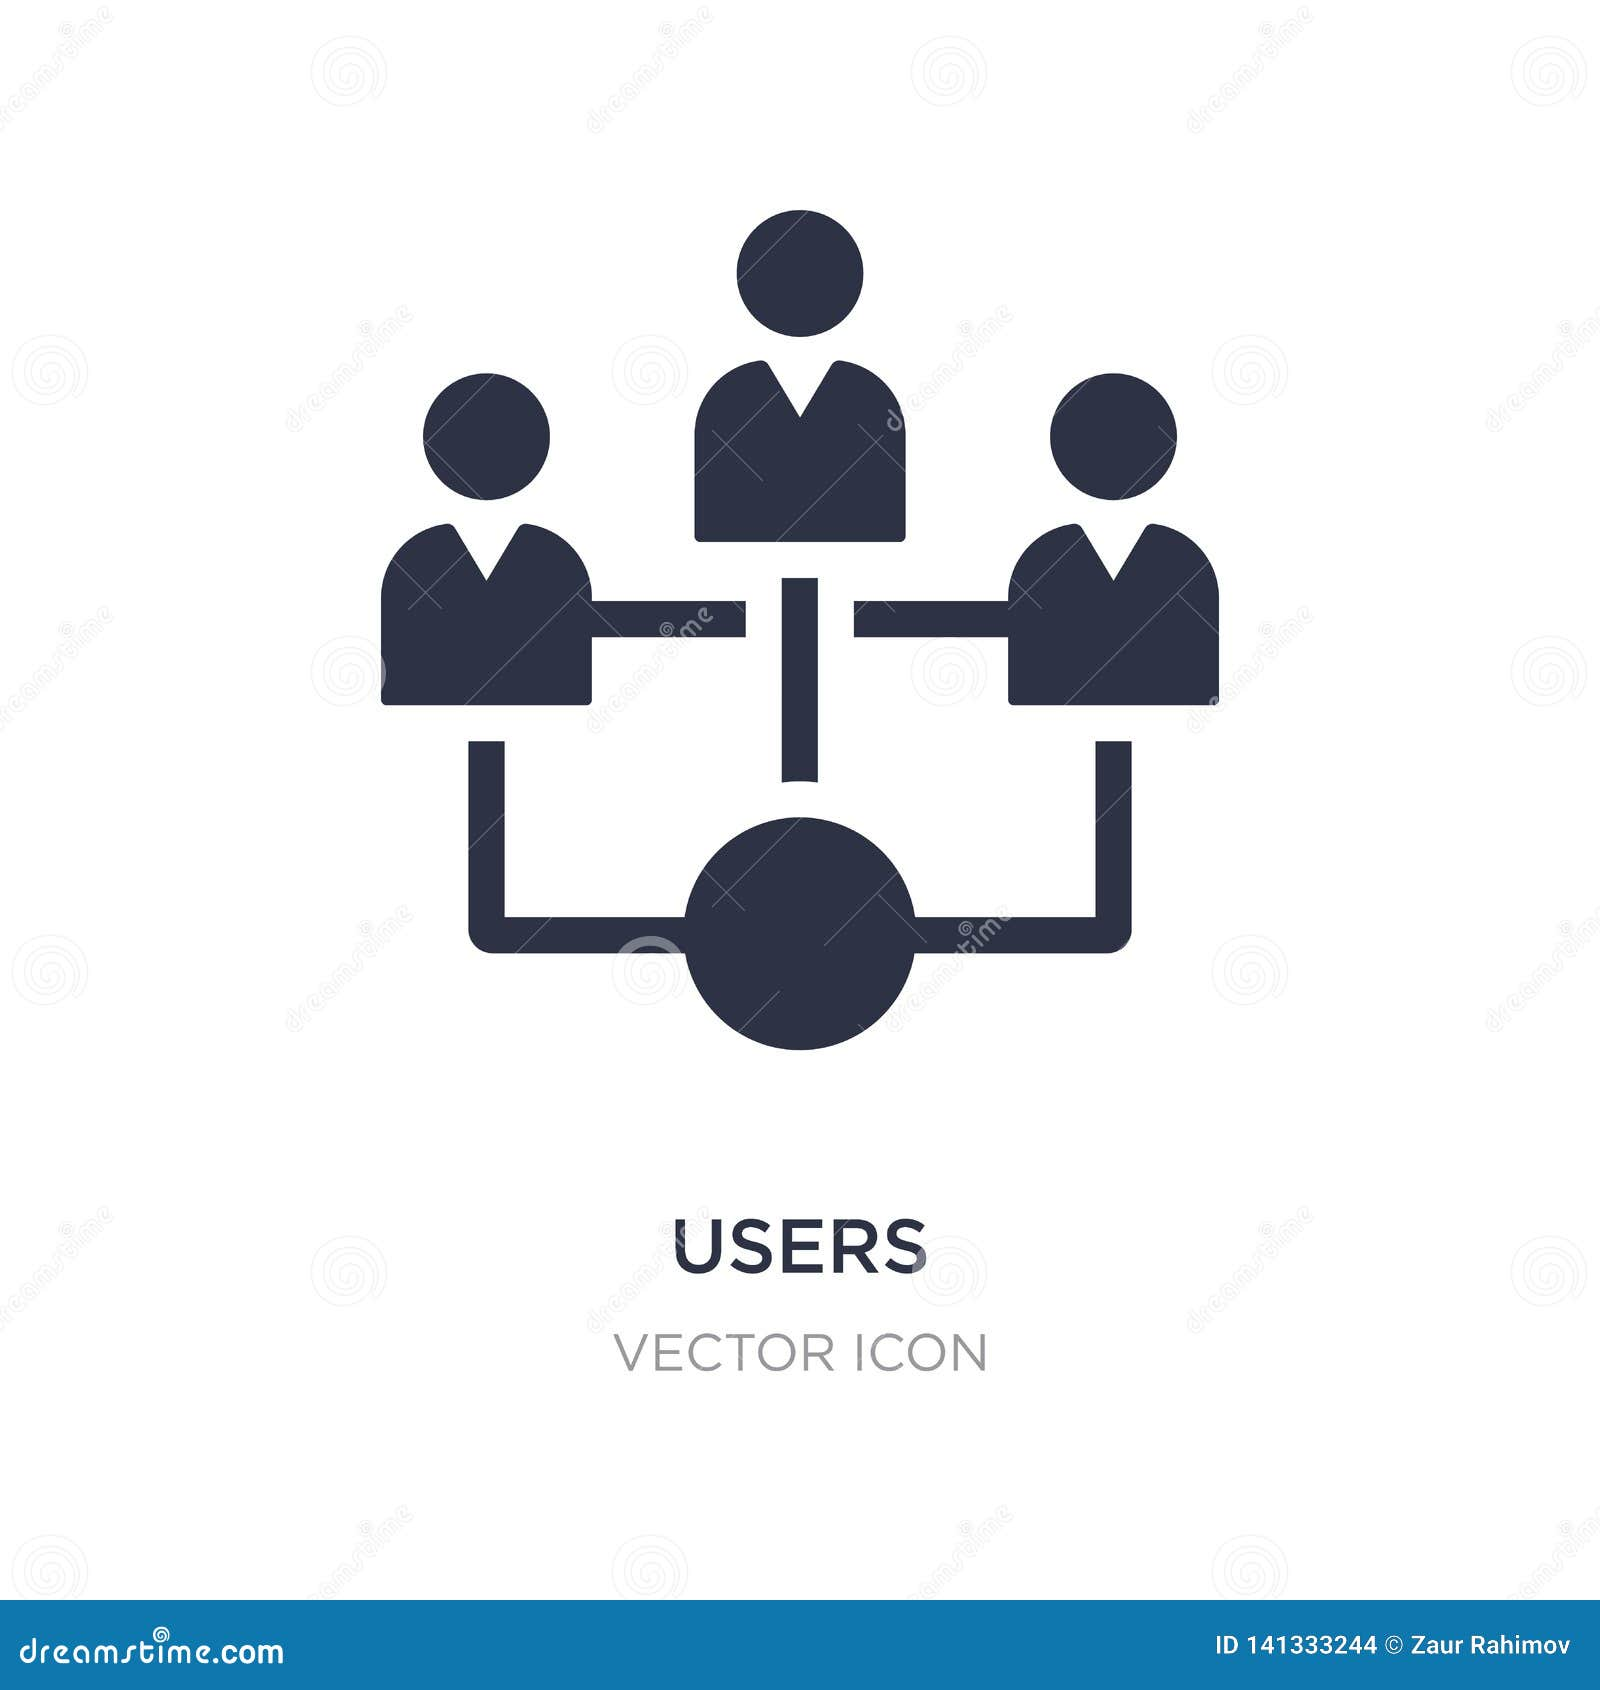 USERS
VECTOR ICON
dreamstime.com
ID 141333244 © Zaur Rahimov